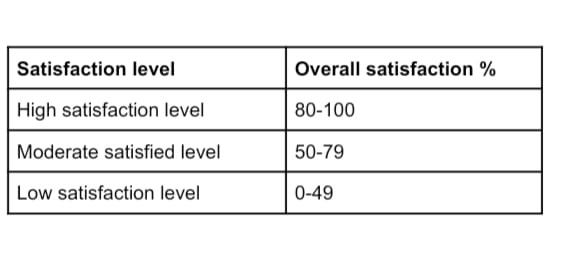 Satisfaction level Overall satisfaction %
High satisfaction level 80-100
Moderate satisfied level 50-79
Low satisfaction level 0-49